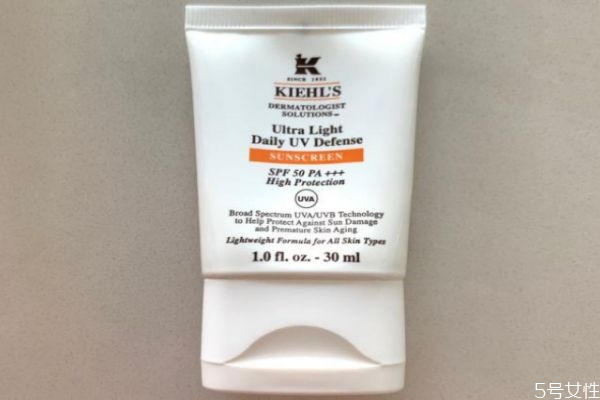 K
SINCE 1851
KIEHL'S
DERMATOLOGIST
SOLUTIONS™
Ultra Light
Daily UV Defense
SUNSCREEN
SPF 50 PA +++
High Protection
UVA
Broad Spectrum UVA/UVB Technology
to Help Protect Against Sun Damage
and Premature Skin Aging
Lightweight Formula for All Skin Types
1.0 fl. oz. - 30 ml
5号女性